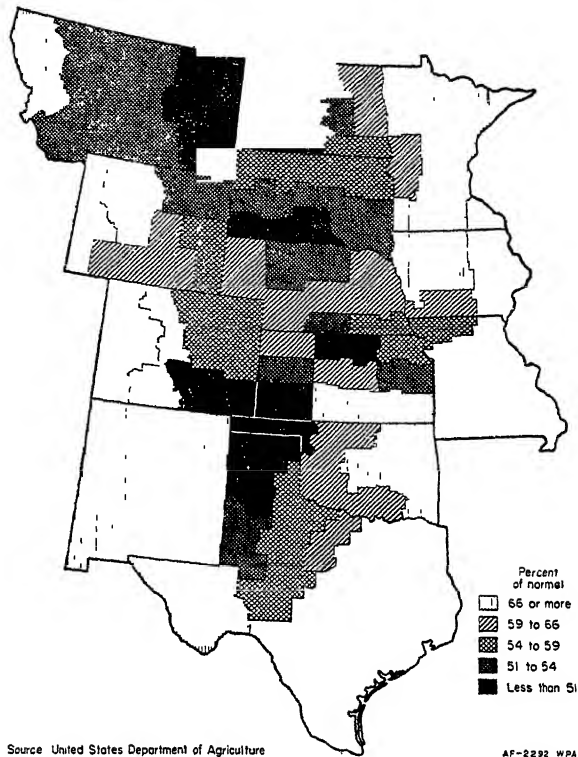 Percent
of normal
66 or more
59 to 66
54 to 59
51 to 54
Less than 51
Source United States Department of Agriculture
AF-2292 WPA